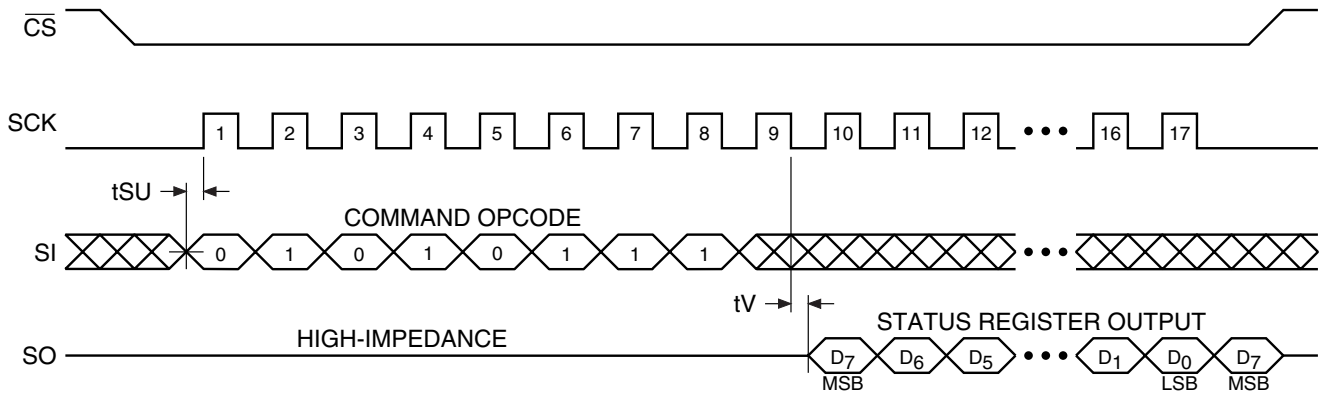 CS
SCK 1 2 3 4 5 6 7 8 9 10 11 12 ••• 16 17
tSU
COMMAND OPCODE
SI 0 1 0 1 0 1 1 1 •••
tV
HIGH-IMPEDANCE
STATUS REGISTER OUTPUT
SO D7 D6 D5 ••• D1 D0 D7
MSB LSB MSB